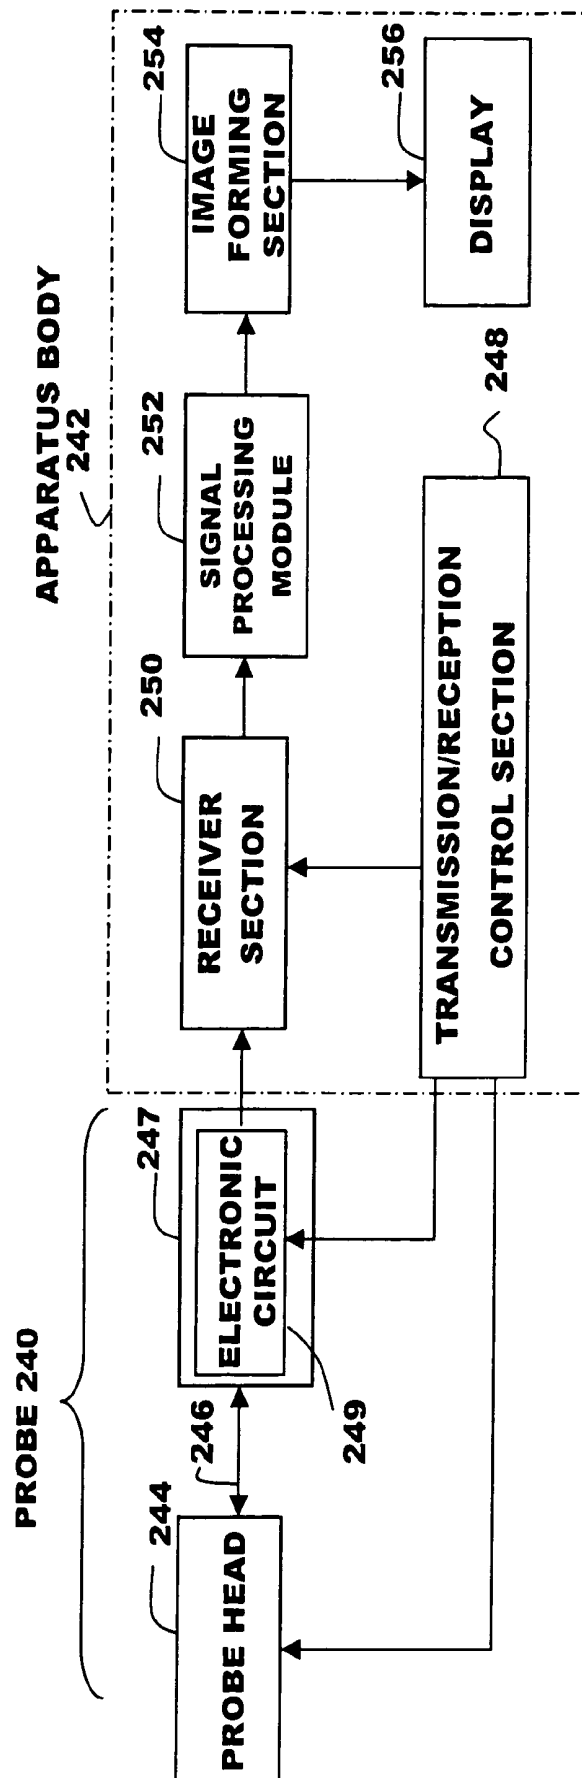 PROBE 240
244
PROBE HEAD
246
247
ELECTRONIC
CIRCUIT
249
APPARATUS BODY
242
250
RECEIVER
SECTION
252
SIGNAL
PROCESSING
MODULE
254
IMAGE
FORMING
SECTION
256
DISPLAY
248
TRANSMISSION/RECEPTION
CONTROL SECTION